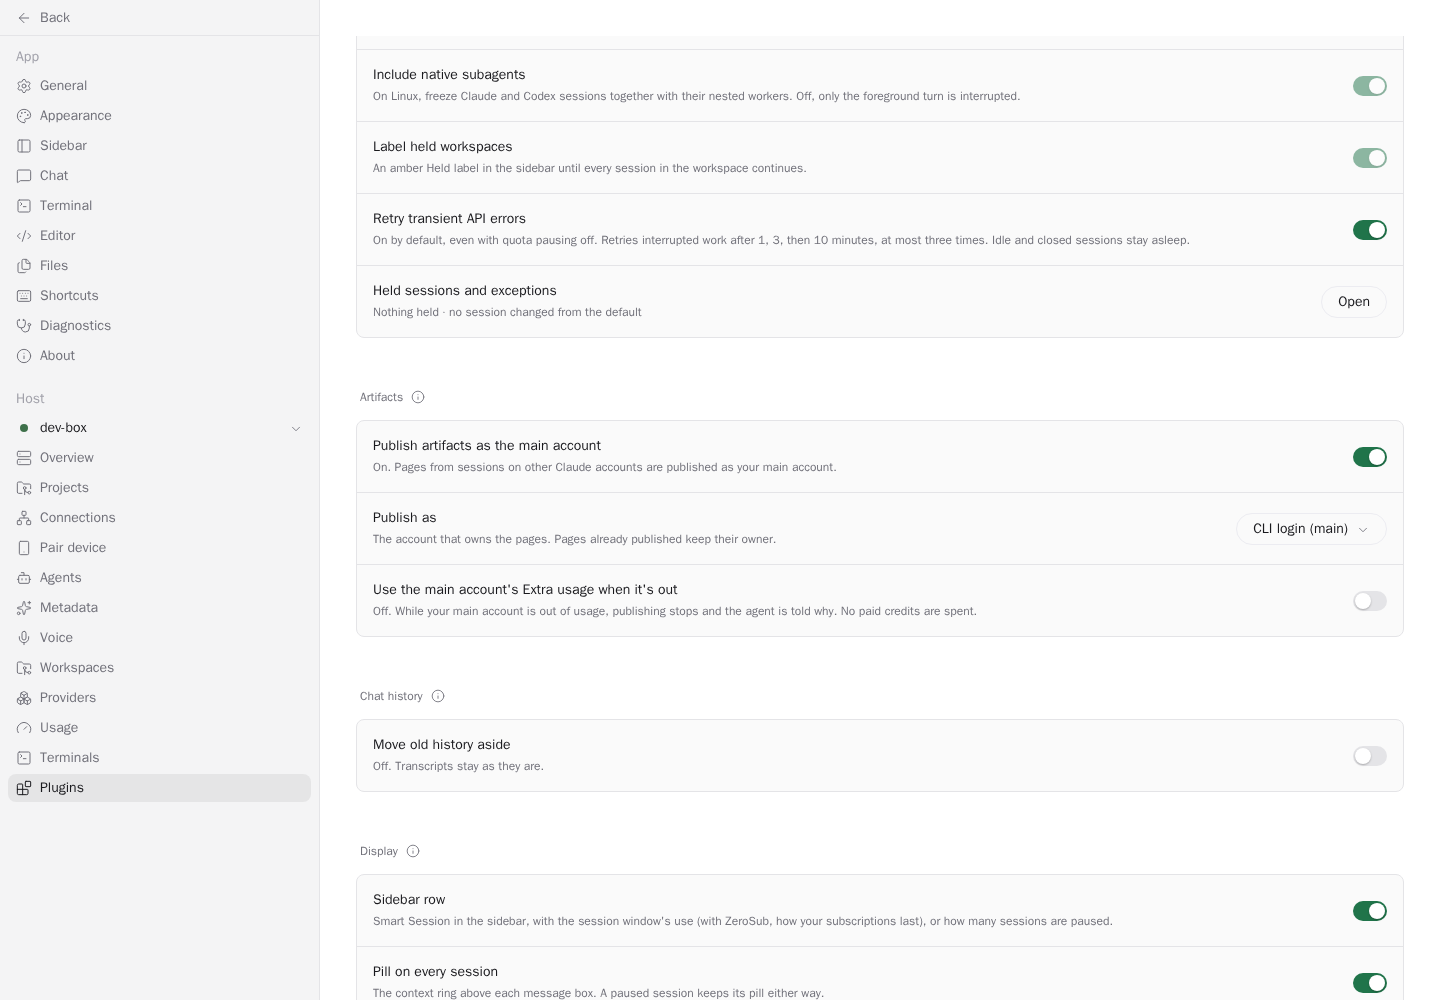 Back
App
General
Appearance
Sidebar
Chat
Terminal
Editor
Files
Shortcuts
Diagnostics
About
Host
dev-box
Overview
Projects
Connections
Pair device
Agents
Metadata
Voice
Workspaces
Providers
Usage
Terminals
Plugins
Include native subagents
On Linux, freeze Claude and Codex sessions together with their nested workers. Off, only the foreground turn is interrupted.
Label held workspaces
An amber Held label in the sidebar until every session in the workspace continues.
Retry transient API errors
On by default, even with quota pausing off. Retries interrupted work after 1, 3, then 10 minutes, at most three times. Idle and closed sessions stay asleep.
Held sessions and exceptions
Nothing held · no session changed from the default
Open
Artifacts
Publish artifacts as the main account
On. Pages from sessions on other Claude accounts are published as your main account.
Publish as
The account that owns the pages. Pages already published keep their owner.
CLI login (main)
Use the main account's Extra usage when it's out
Off. While your main account is out of usage, publishing stops and the agent is told why. No paid credits are spent.
Chat history
Move old history aside
Off. Transcripts stay as they are.
Display
Sidebar row
Smart Session in the sidebar, with the session window's use (with ZeroSub, how your subscriptions last), or how many sessions are paused.
Pill on every session
The context ring above each message box. A paused session keeps its pill either way.